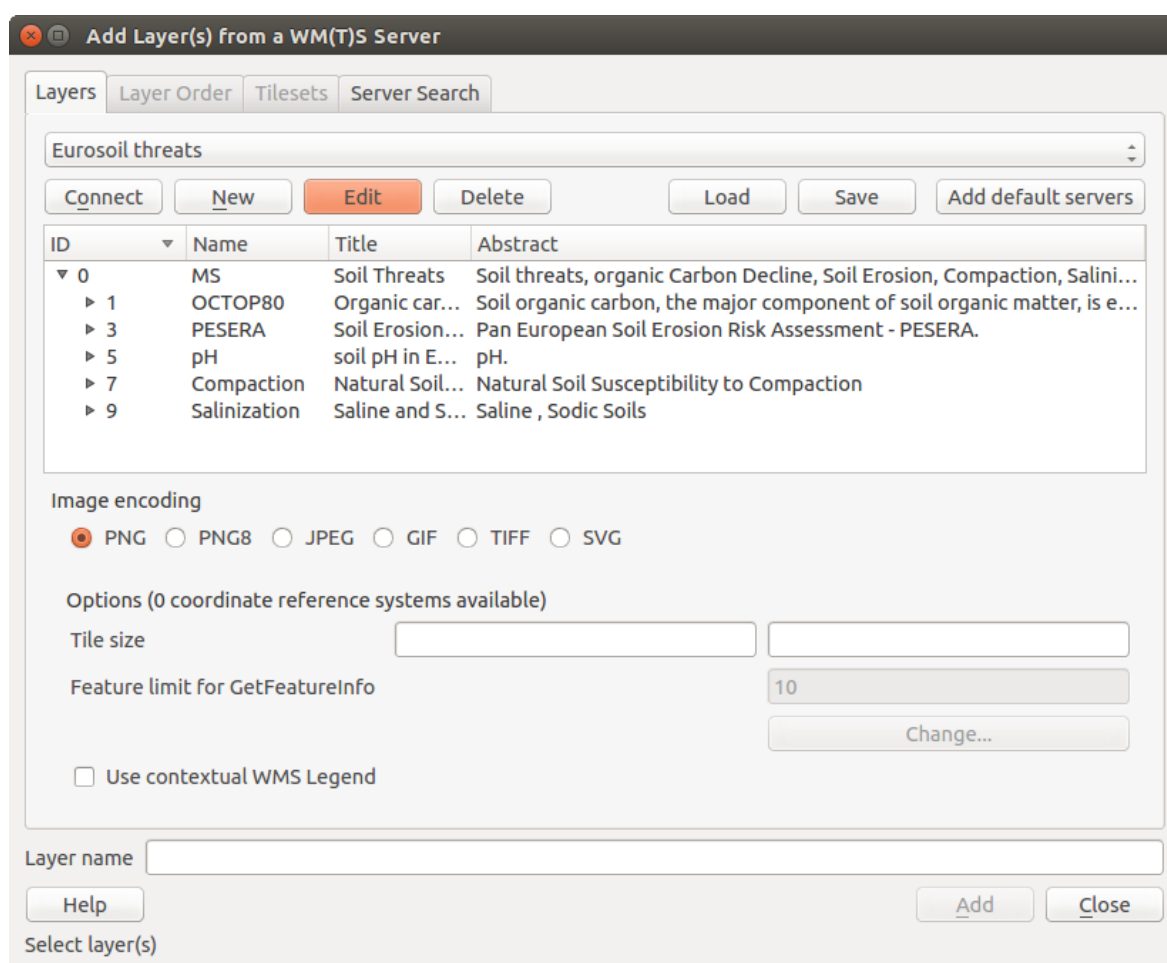 Add Layer(s) from a WM(T)S Server
Layers Layer Order Tilesets Server Search
Eurosoil threats
Connect New Edit Delete Load Save Add default servers
ID Name Title Abstract
0 MS Soil Threats Soil threats, organic Carbon Decline, Soil Erosion, Compaction, Salini...
1 OCTOP80 Organic car... Soil organic carbon, the major component of soil organic matter, is e...
3 PESERA Soil Erosion... Pan European Soil Erosion Risk Assessment - PESERA.
5 pH soil pH in E... pH.
7 Compaction Natural Soil... Natural Soil Susceptibility to Compaction
9 Salinization Saline and S... Saline , Sodic Soils
Image encoding
PNG PNG8 JPEG GIF TIFF SVG
Options (0 coordinate reference systems available)
Tile size
Feature limit for GetFeatureInfo 10
Change...
Use contextual WMS Legend
Layer name
Help Add Close
Select layer(s)